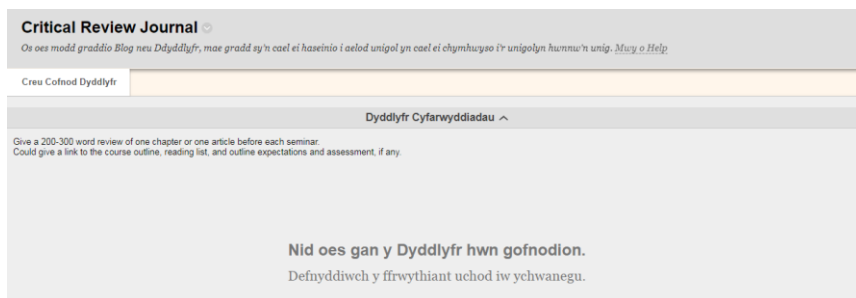 Critical Review Journal
Os oes modd graddio Blog neu Ddyddlyfr, mae gradd sy'n cael ei haseinio i aelod unigol yn cael ei chymhwyso i'r unigolyn hwnnw'n unig. Mwy o Help
Creu Cofnod Dyddlyfr
Dyddlyfr Cyfarwyddiadau
Give a 200-300 word review of one chapter or one article before each seminar.
Could give a link to the course outline, reading list, and outline expectations and assessment, if any.
Nid oes gan y Dyddlyfr hwn gofnodion.
Defnyddiwch y ffrwythiant uchod iw ychwanegu.